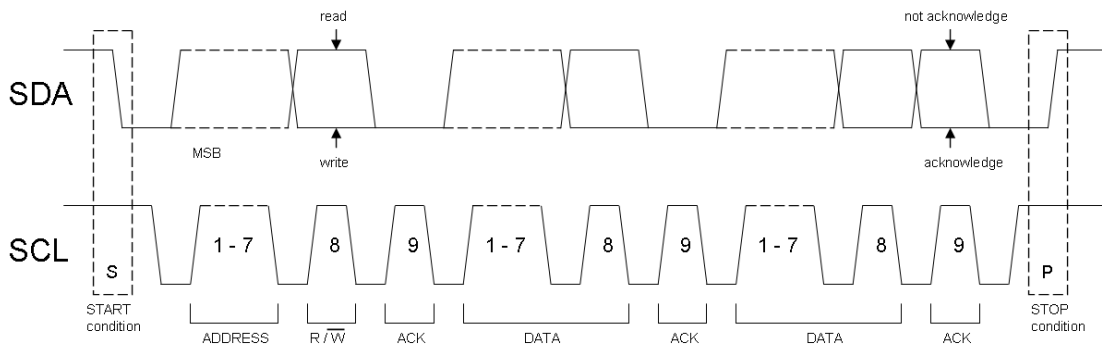 read
not acknowledge
SDA
MSB
write
acknowledge
SCL
S
1 - 7
8
9
1 - 7
8
9
1 - 7
8
9
P
START
condition
ADDRESS
R / W̅
ACK
DATA
ACK
DATA
ACK
STOP
condition